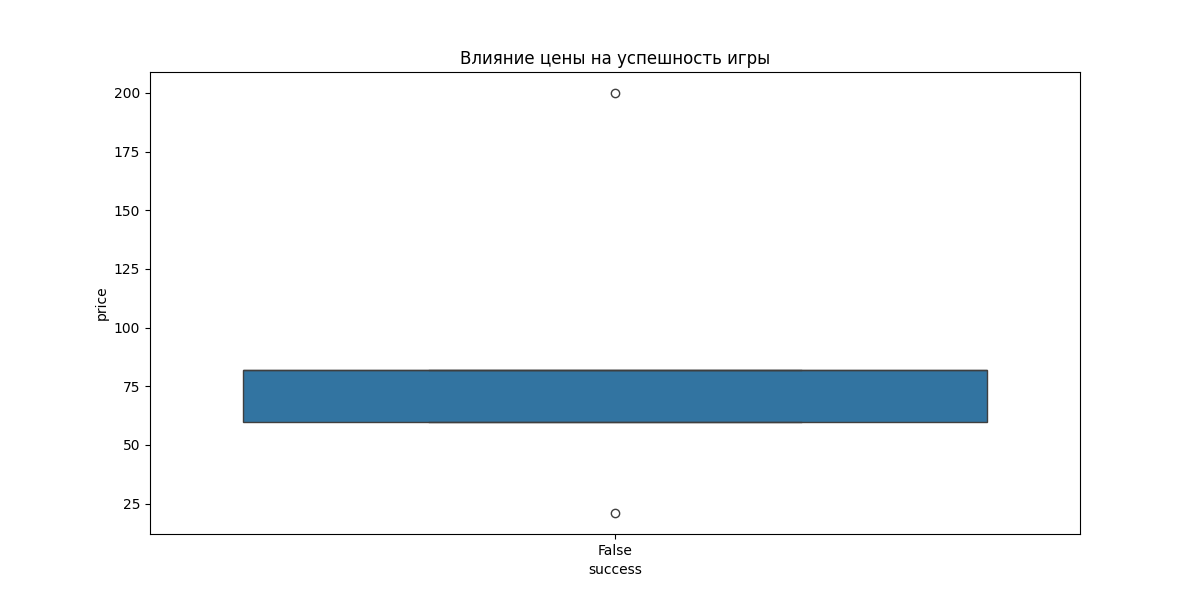 Влияние цены на успешность игры
200
175
150
125
100
75
50
25
price
False
success